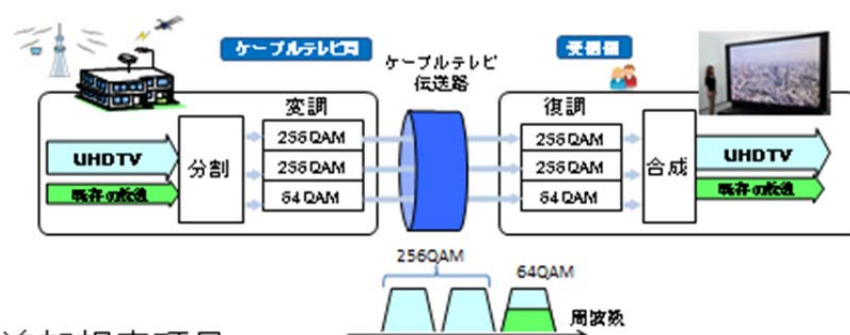 ケーブルテレビ局
ケーブルテレビ
伝送路
受信側
変調
復調
UHDTV
既存の放送
分割
256QAM
256QAM
64QAM
256QAM
256QAM
64QAM
合成
UHDTV
既存の放送
256QAM
64QAM
周波数